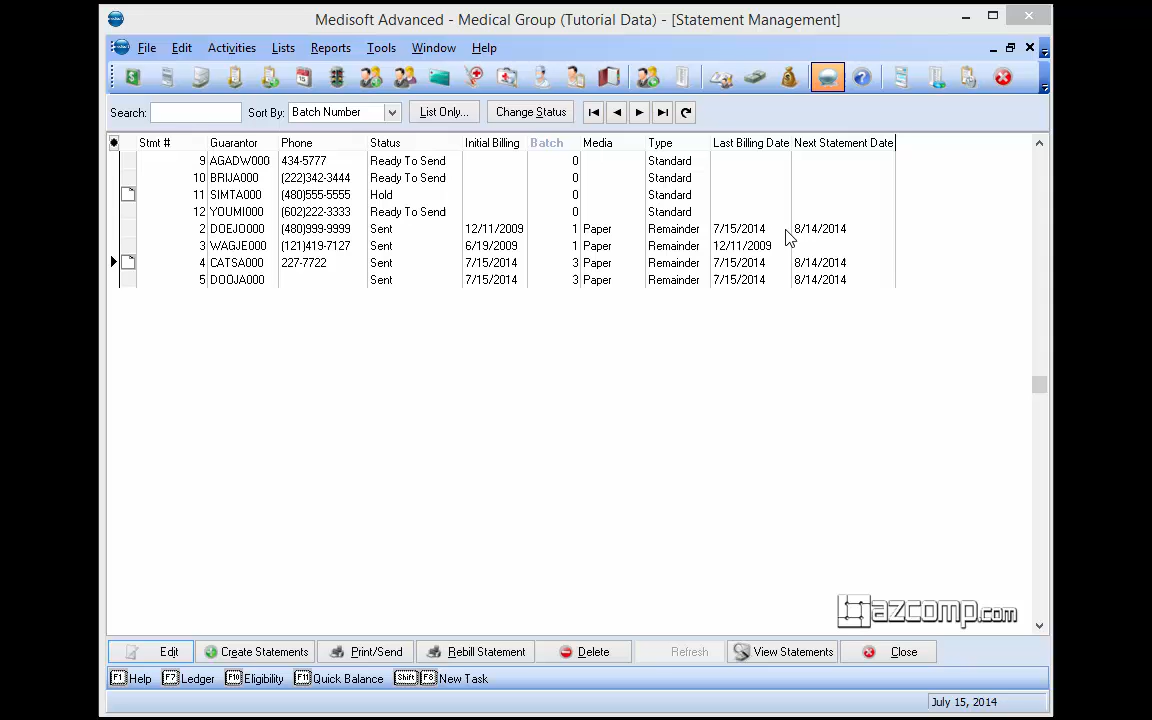 Medisoft Advanced - Medical Group (Tutorial Data) - [Statement Management]
File Edit Activities Lists Reports Tools Window Help
Search: Sort By: Batch Number List Only... Change Status
Stmt # Guarantor Phone Status Initial Billing Batch Media Type Last Billing Date Next Statement Date
9 AGADW000 434-5777 Ready To Send 0 Standard
10 BRIJA000 (222)342-3444 Ready To Send 0 Standard
11 SIMTA000 (480)555-5555 Hold 0 Standard
12 YOUMI000 (602)222-3333 Ready To Send 0 Standard
2 DOEJO000 (480)999-9999 Sent 12/11/2009 1 Paper Remainder 7/15/2014 8/14/2014
3 WAGJE000 (121)419-7127 Sent 6/19/2009 1 Paper Remainder 12/11/2009
4 CATSA000 227-7722 Sent 7/15/2014 3 Paper Remainder 7/15/2014 8/14/2014
5 DOOJA000 Sent 7/15/2014 3 Paper Remainder 7/15/2014 8/14/2014
azcomp.com
Edit Create Statements Print/Send Rebill Statement Delete Refresh View Statements Close
F1 Help F7 Ledger F10 Eligibility F11 Quick Balance Shift F8 New Task
July 15, 2014